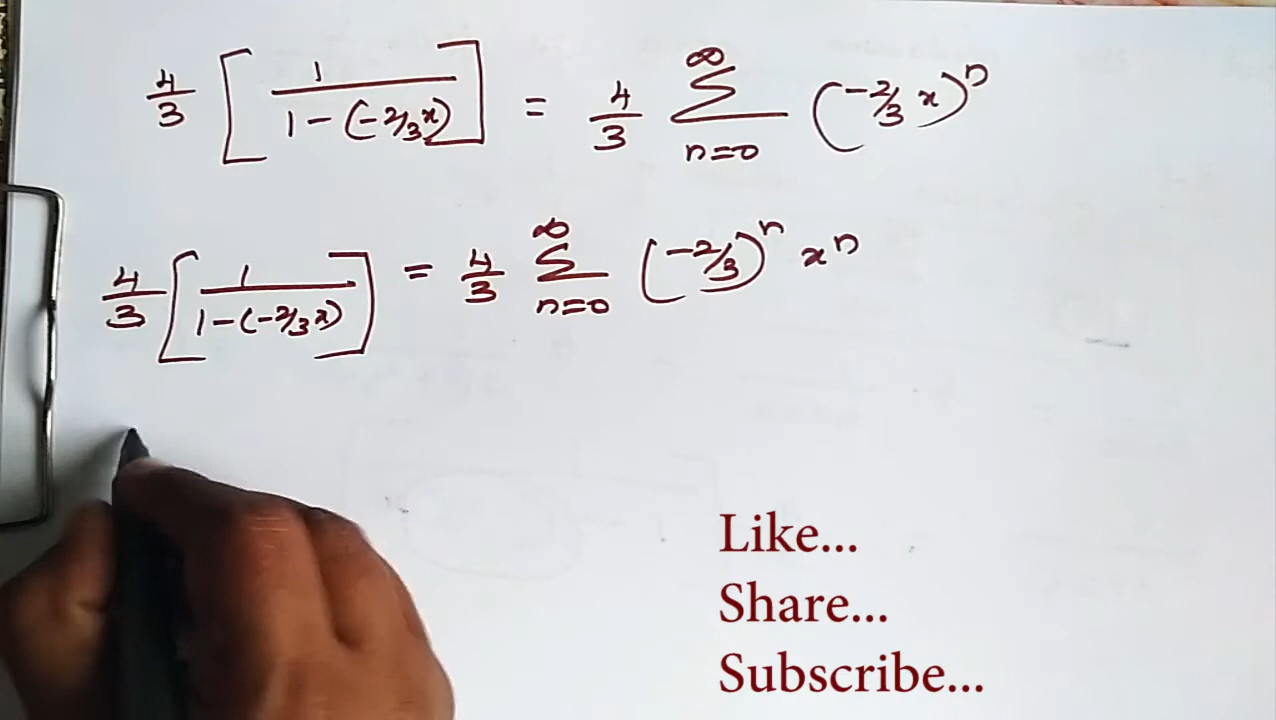 4/3 [ 1 / 1 - (-2/3 x) ] = 4/3 ∞ Σ n=0 (-2/3 x)^n
4/3 [ 1 / 1 - (-2/3 x) ] = 4/3 ∞ Σ n=0 (-2/3)^n x^n
Like...
Share...
Subscribe...